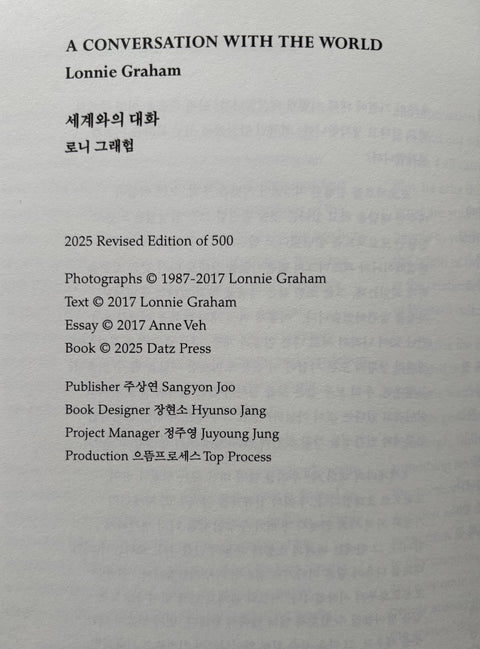 A CONVERSATION WITH THE WORLD
Lonnie Graham
세계와의 대화
로니 그래험
2025 Revised Edition of 500
Photographs © 1987-2017 Lonnie Graham
Text © 2017 Lonnie Graham
Essay © 2017 Anne Veh
Book © 2025 Datz Press
Publisher 주상연 Sangyon Joo
Book Designer 장현소 Hyunso Jang
Project Manager 정주영 Juyoung Jung
Production 으뜸프로세스 Top Process